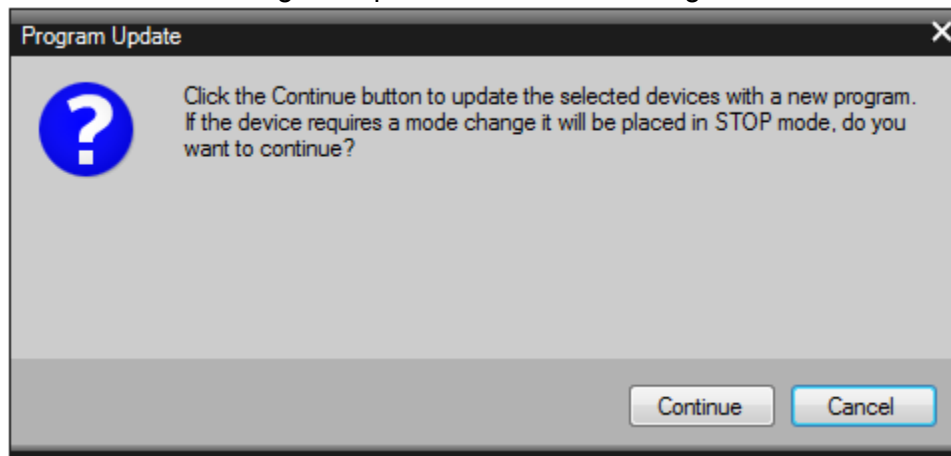 Program Update
Click the Continue button to update the selected devices with a new program.
If the device requires a mode change it will be placed in STOP mode, do you
want to continue?
Continue
Cancel